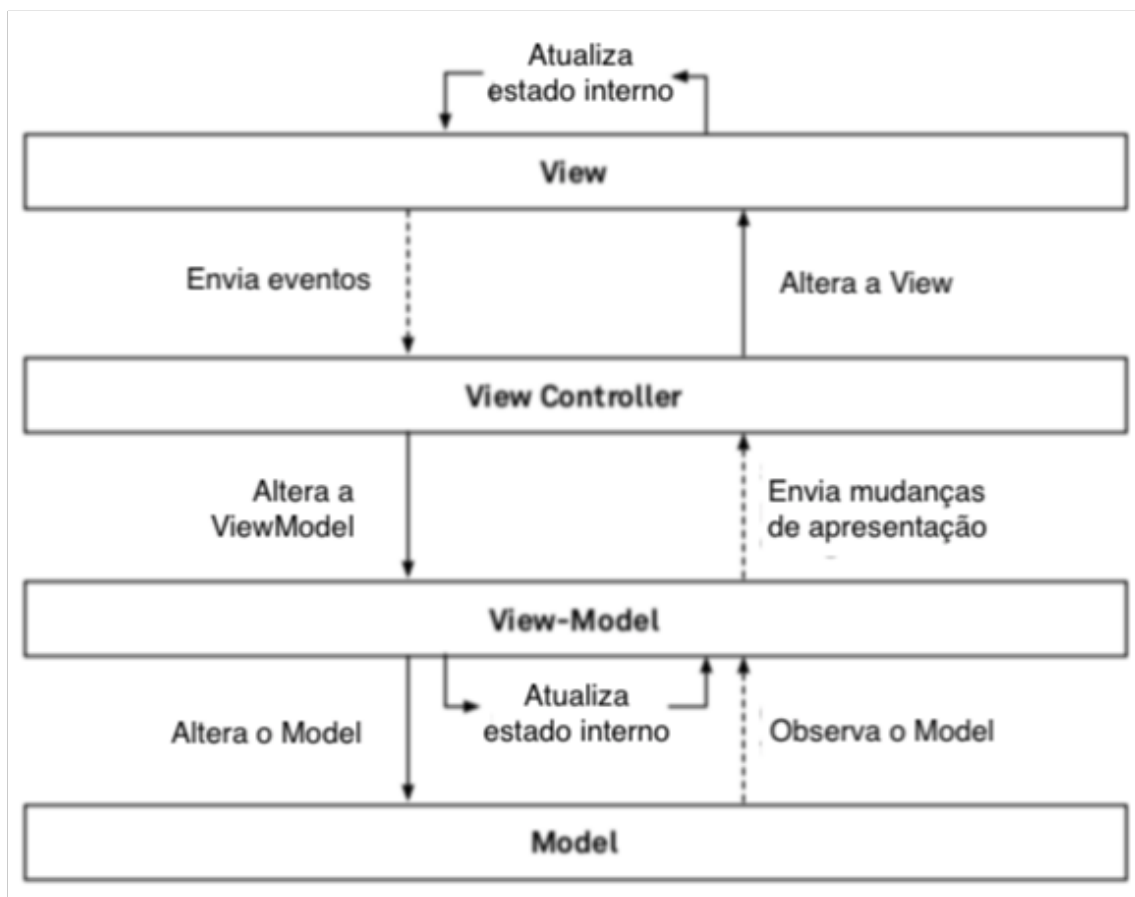 Atualiza
estado interno
View
Envia eventos
Altera a View
View Controller
Altera a
ViewModel
Envia mudanças
de apresentação
View-Model
Atualiza
estado interno
Altera o Model
Observa o Model
Model